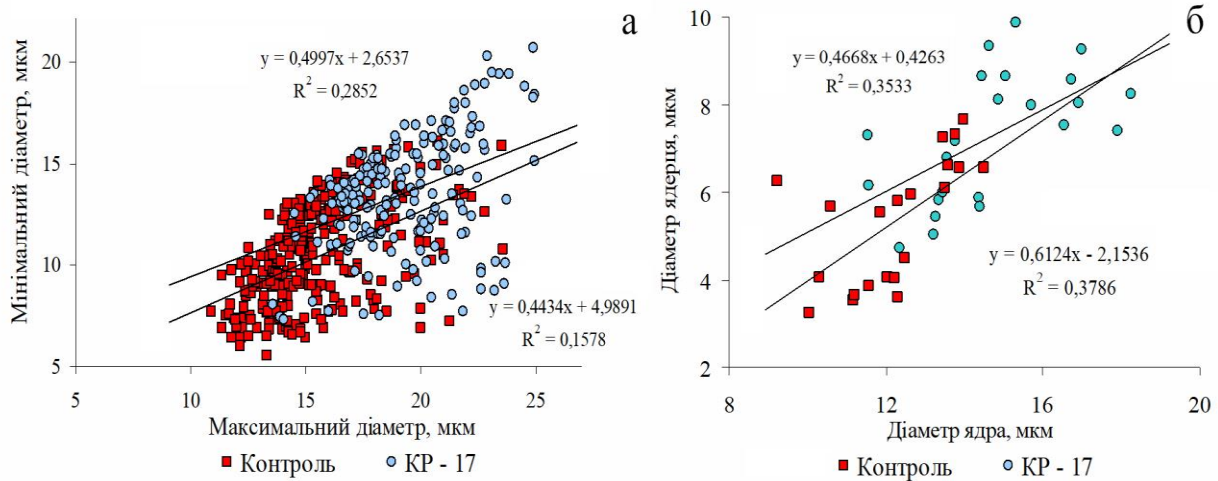 а
Мінімальний діаметр, мкм
20
15
10
5
y = 0,4997x + 2,6537
R² = 0,2852
y = 0,4434x + 4,9891
R² = 0,1578
5 10 15 20 25
Максимальний діаметр, мкм
Контроль КР - 17
б
Діаметр ядерця, мкм
10
8
6
4
2
y = 0,4668x + 0,4263
R² = 0,3533
y = 0,6124x - 2,1536
R² = 0,3786
8 12 16 20
Діаметр ядра, мкм
Контроль КР - 17